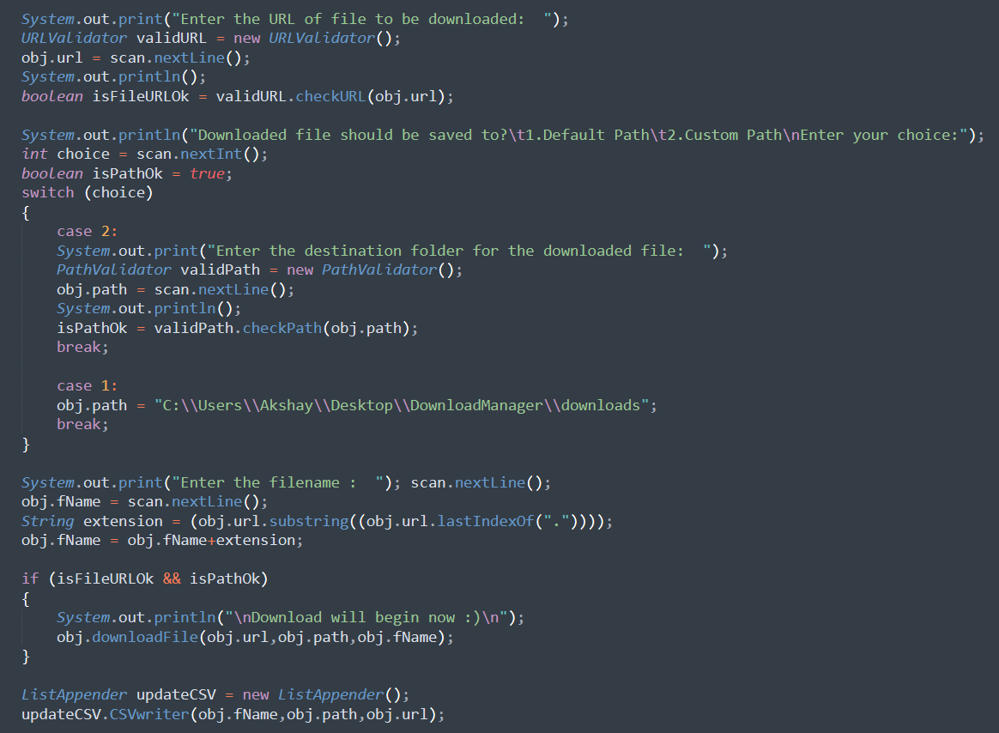 System.out.print("Enter the URL of file to be downloaded:  ");
URLValidator validURL = new URLValidator();
obj.url = scan.nextLine();
System.out.println();
boolean isFileURLOk = validURL.checkURL(obj.url);

System.out.println("Downloaded file should be saved to?\t1.Default Path\t2.Custom Path\nEnter your choice:");
int choice = scan.nextInt();
boolean isPathOk = true;
switch (choice)
{
    case 2:
    System.out.print("Enter the destination folder for the downloaded file:  ");
    PathValidator validPath = new PathValidator();
    obj.path = scan.nextLine();
    System.out.println();
    isPathOk = validPath.checkPath(obj.path);
    break;

    case 1:
    obj.path = "C:\\Users\\Akshay\\Desktop\\DownloadManager\\downloads";
    break;
}

System.out.print("Enter the filename :  "); scan.nextLine();
obj.fName = scan.nextLine();
String extension = (obj.url.substring((obj.url.lastIndexOf("."))));
obj.fName = obj.fName+extension;

if (isFileURLOk && isPathOk)
{
    System.out.println("\nDownload will begin now :)\n");
    obj.downloadFile(obj.url,obj.path,obj.fName);
}

ListAppender updateCSV = new ListAppender();
updateCSV.CSVwriter(obj.fName,obj.path,obj.url);